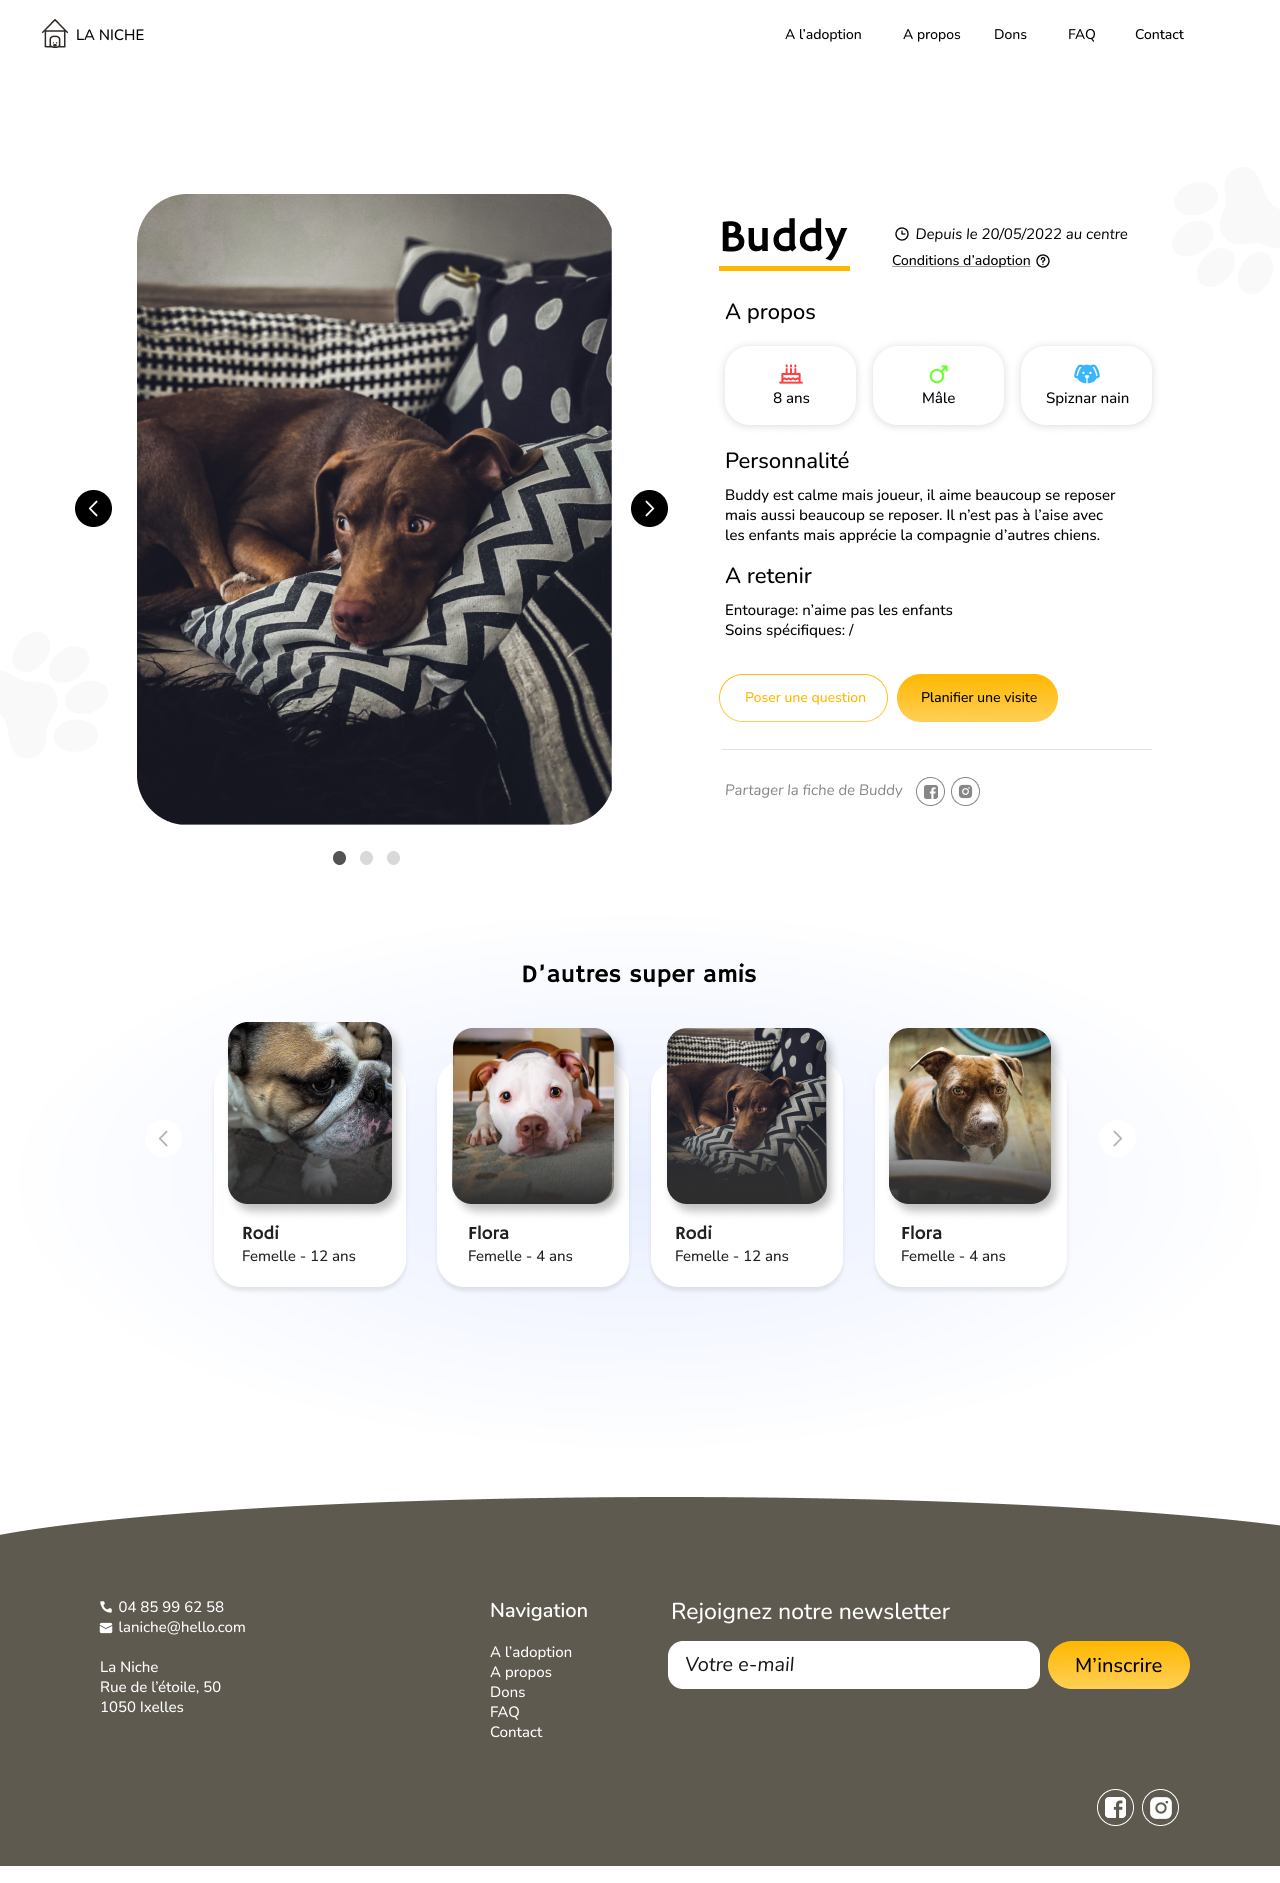 LA NICHE
A l’adoption
A propos
Dons
FAQ
Contact
Buddy
Depuis le 20/05/2022 au centre
Conditions d’adoption
A propos
8 ans
Mâle
Spiznar nain
Personnalité
Buddy est calme mais joueur, il aime beaucoup se reposer
mais aussi beaucoup se reposer. Il n’est pas à l’aise avec
les enfants mais apprécie la compagnie d’autres chiens.
A retenir
Entourage: n’aime pas les enfants
Soins spécifiques: /
Poser une question
Planifier une visite
Partager la fiche de Buddy
D’autres super amis
Rodi
Femelle - 12 ans
Flora
Femelle - 4 ans
Rodi
Femelle - 12 ans
Flora
Femelle - 4 ans
04 85 99 62 58
laniche@hello.com
La Niche
Rue de l’étoile, 50
1050 Ixelles
Navigation
A l’adoption
A propos
Dons
FAQ
Contact
Rejoignez notre newsletter
Votre e-mail
M’inscrire